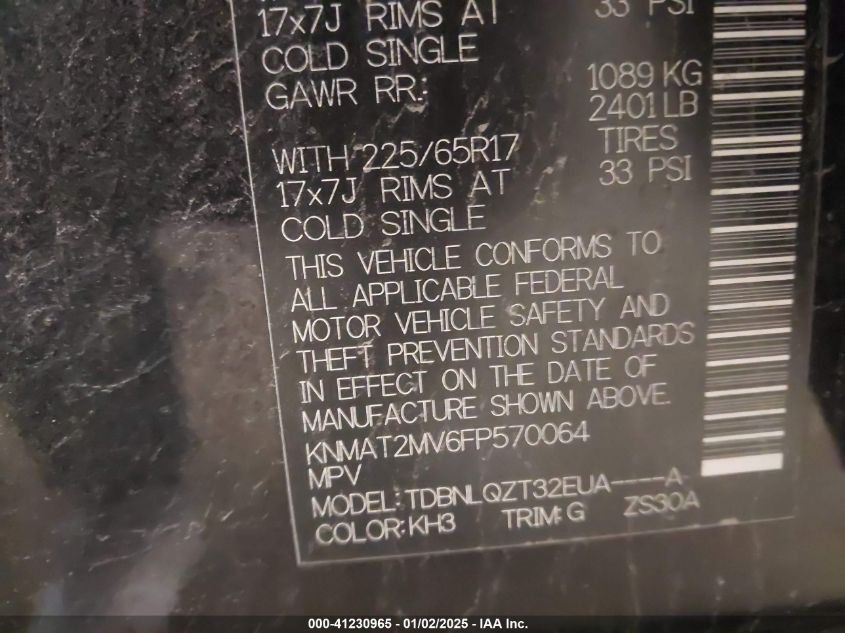 17x7J RIMS AT 33 PSI
COLD SINGLE
GAWR RR: 1089 KG
2401 LB
WITH 225/65R17 TIRES
17x7J RIMS AT 33 PSI
COLD SINGLE
THIS VEHICLE CONFORMS TO
ALL APPLICABLE FEDERAL
MOTOR VEHICLE SAFETY AND
THEFT PREVENTION STANDARDS
IN EFFECT ON THE DATE OF
MANUFACTURE SHOWN ABOVE.
KNMAT2MV6FP570064
MPV
MODEL:TDBNLQZT32EUA----A-
COLOR:KH3 TRIM:G ZS30A
000-41230965 - 01/02/2025 - IAA Inc.